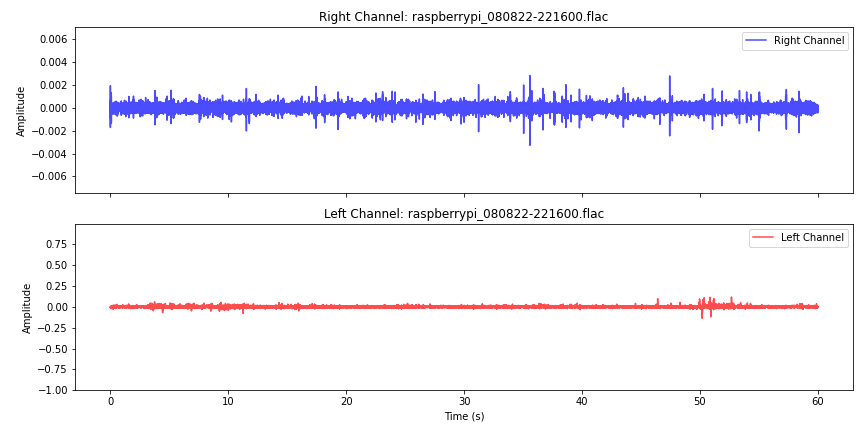 Right Channel: raspberrypi_080822-221600.flac
Right Channel
Amplitude
0.006
0.004
0.002
0.000
−0.002
−0.004
−0.006
Left Channel: raspberrypi_080822-221600.flac
Left Channel
Amplitude
0.75
0.50
0.25
0.00
−0.25
−0.50
−0.75
−1.00
0 10 20 30 40 50 60
Time (s)